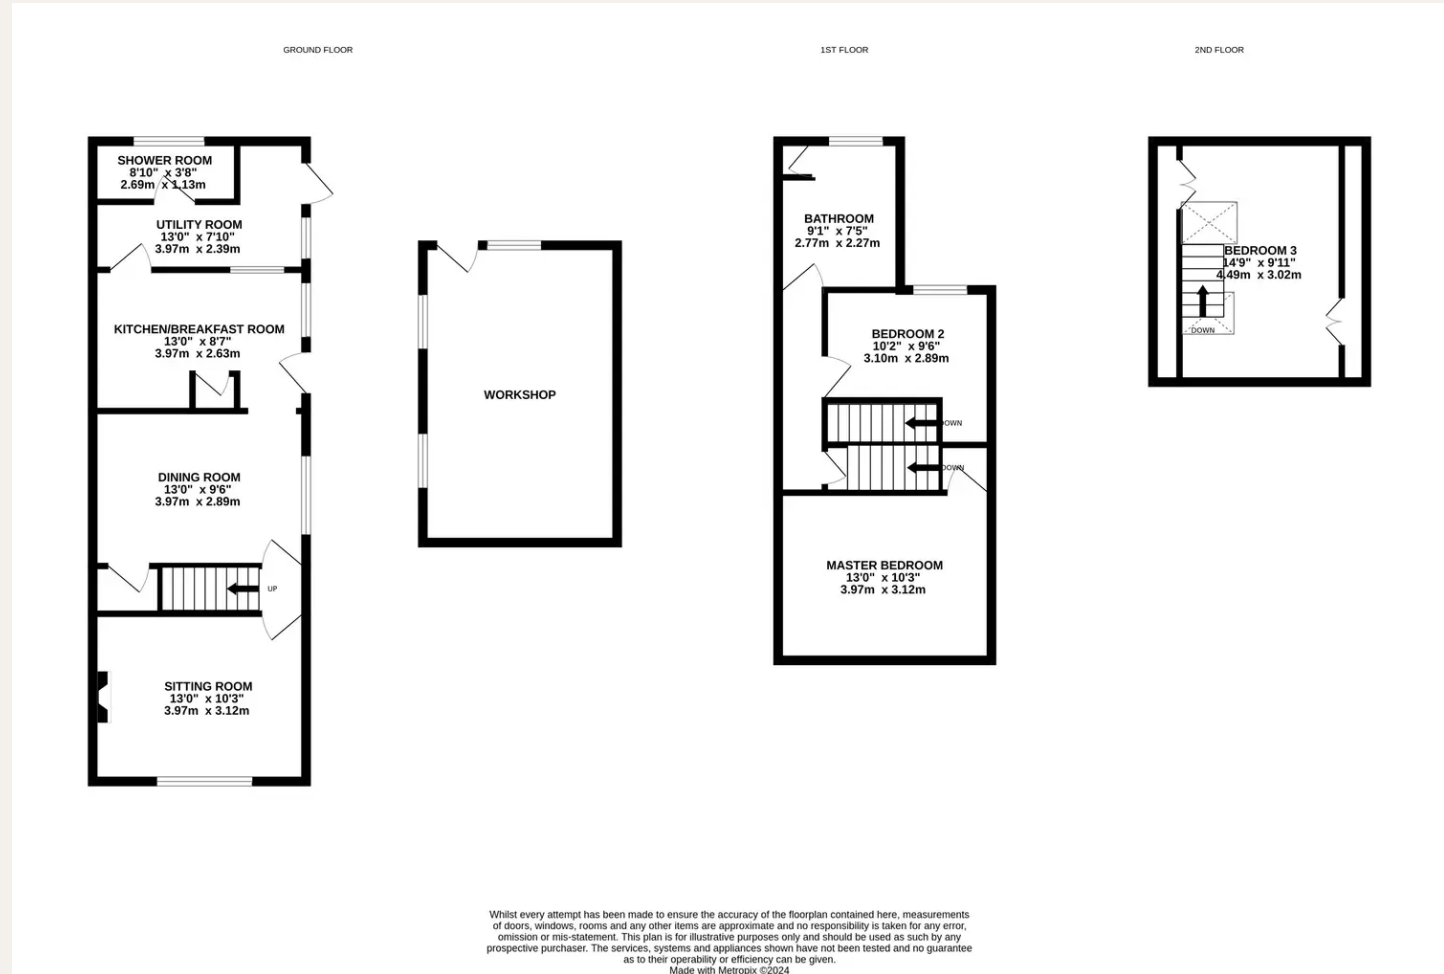 GROUND FLOOR
1ST FLOOR
2ND FLOOR
SHOWER ROOM
8'10" x 3'8"
2.69m x 1.13m
UTILITY ROOM
13'0" x 7'10"
3.97m x 2.39m
KITCHEN/BREAKFAST ROOM
13'0" x 8'7"
3.97m x 2.63m
DINING ROOM
13'0" x 9'6"
3.97m x 2.89m
UP
SITTING ROOM
13'0" x 10'3"
3.97m x 3.12m
WORKSHOP
BATHROOM
9'1" x 7'5"
2.77m x 2.27m
BEDROOM 2
10'2" x 9'6"
3.10m x 2.89m
DOWN
DOWN
MASTER BEDROOM
13'0" x 10'3"
3.97m x 3.12m
BEDROOM 3
14'9" x 9'11"
4.49m x 3.02m
DOWN
Whilst every attempt has been made to ensure the accuracy of the floorplan contained here, measurements
of doors, windows, rooms and any other items are approximate and no responsibility is taken for any error,
omission or mis-statement. This plan is for illustrative purposes only and should be used as such by any
prospective purchaser. The services, systems and appliances shown have not been tested and no guarantee
as to their operability or efficiency can be given.
Made with Metropix ©2024